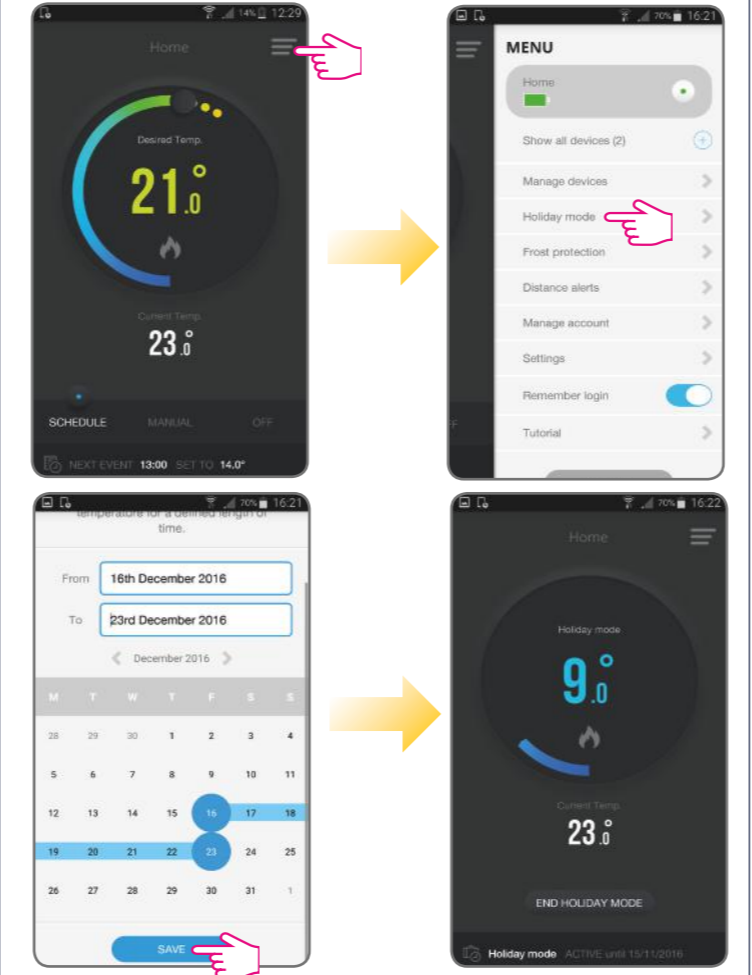 14% 12:29
Home
Desired Temp.
21.0°
Current Temp.
23.0°
SCHEDULE MANUAL OFF
NEXT EVENT 13:00 SET TO 14.0°
70% 16:21
MENU
Home
Show all devices (2)
Manage devices
Holiday mode
Frost protection
Distance alerts
Manage account
Settings
Remember login
Tutorial
70% 16:21
temperature for a defined length of
time.
From 16th December 2016
To 23rd December 2016
December 2016
M T W T F S S
28 29 30 1 2 3 4
5 6 7 8 9 10 11
12 13 14 15 16 17 18
19 20 21 22 23 24 25
26 27 28 29 30 31 1
SAVE
70% 16:22
Home
Holiday mode
9.0°
Current Temp.
23.0°
END HOLIDAY MODE
Holiday mode ACTIVE until 15/11/2016